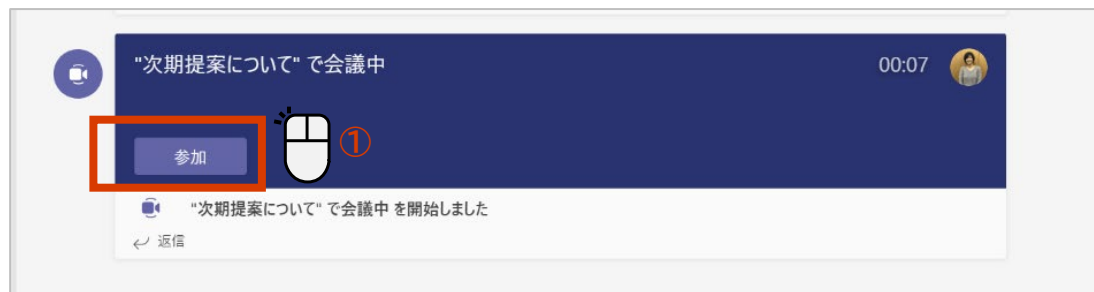 "次期提案について" で会議中
00:07
参加
①
"次期提案について" で会議中 を開始しました
返信